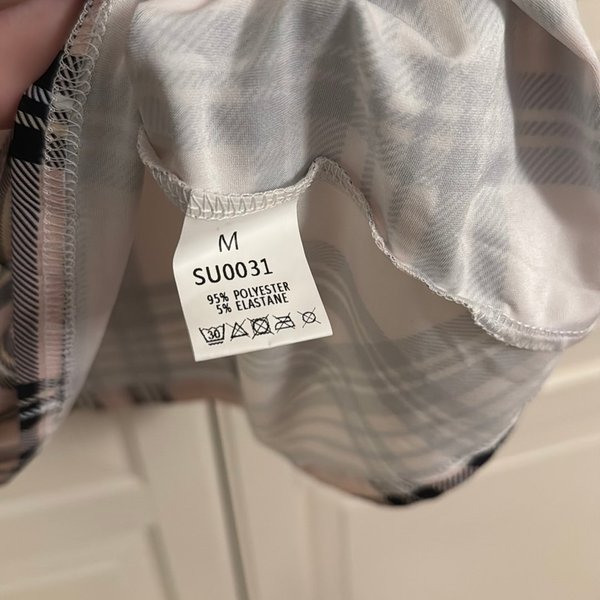 M
SU0031
95% POLYESTER
5% ELASTANE
30